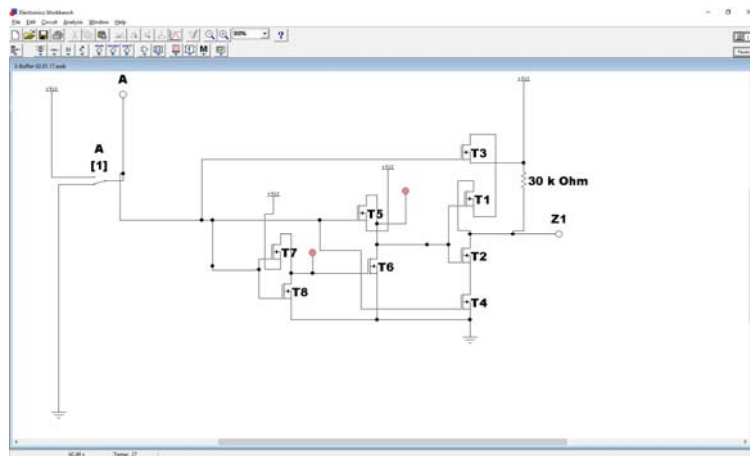 Electronics Workbench
File Edit Circuit Analysis Window Help
80%
?
M
A
A
[1]
T3
30 k Ohm
T1
Z1
T5
T7
T6
T2
T8
T4